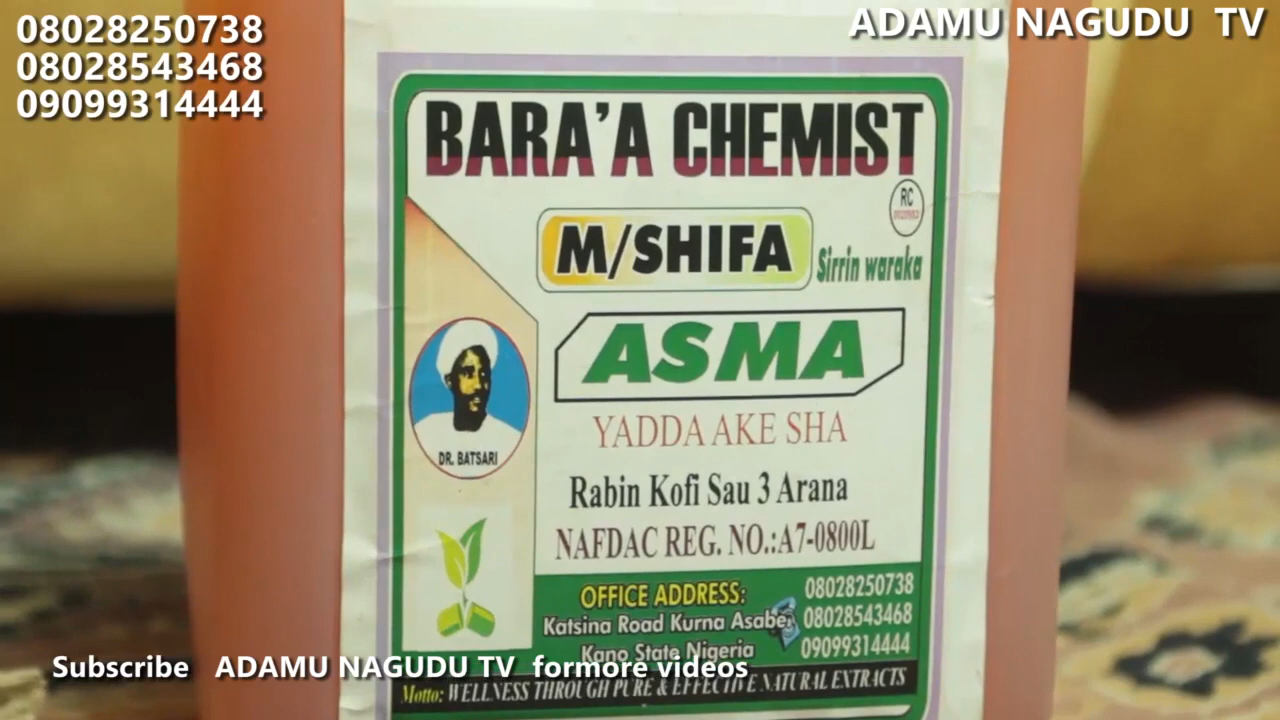 08028250738
08028543468
09099314444
ADAMU NAGUDU TV
BARA'A CHEMIST
RC
M/SHIFA
Sirrin waraka
ASMA
YADDA AKE SHA
Rabin Kofi Sau 3 Arana
NAFDAC REG. NO.:A7-0800L
DR. BATSARI
OFFICE ADDRESS:
Katsina Road Kurna Asabe
Kano State Nigeria
08028250738
08028543468
09099314444
Motto: WELLNESS THROUGH PURE & EFFECTIVE NATURAL EXTRACTS
Subscribe ADAMU NAGUDU TV formore videos